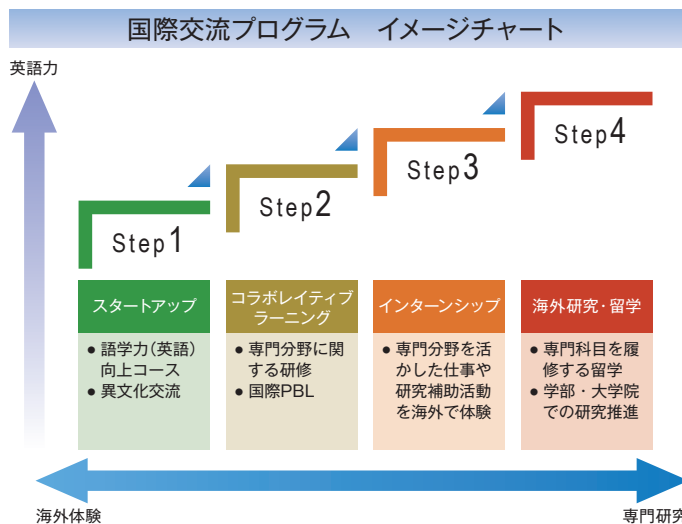 国際交流プログラム　イメージチャート
英語力
Step1
Step2
Step3
Step4
スタートアップ
● 語学力(英語)
向上コース
● 異文化交流
コラボレイティブ
ラーニング
● 専門分野に関
する研修
● 国際PBL
インターンシップ
● 専門分野を活
かした仕事や
研究補助活動
を海外で体験
海外研究・留学
● 専門科目を履
修する留学
● 学部・大学院
での研究推進
海外体験
専門研究